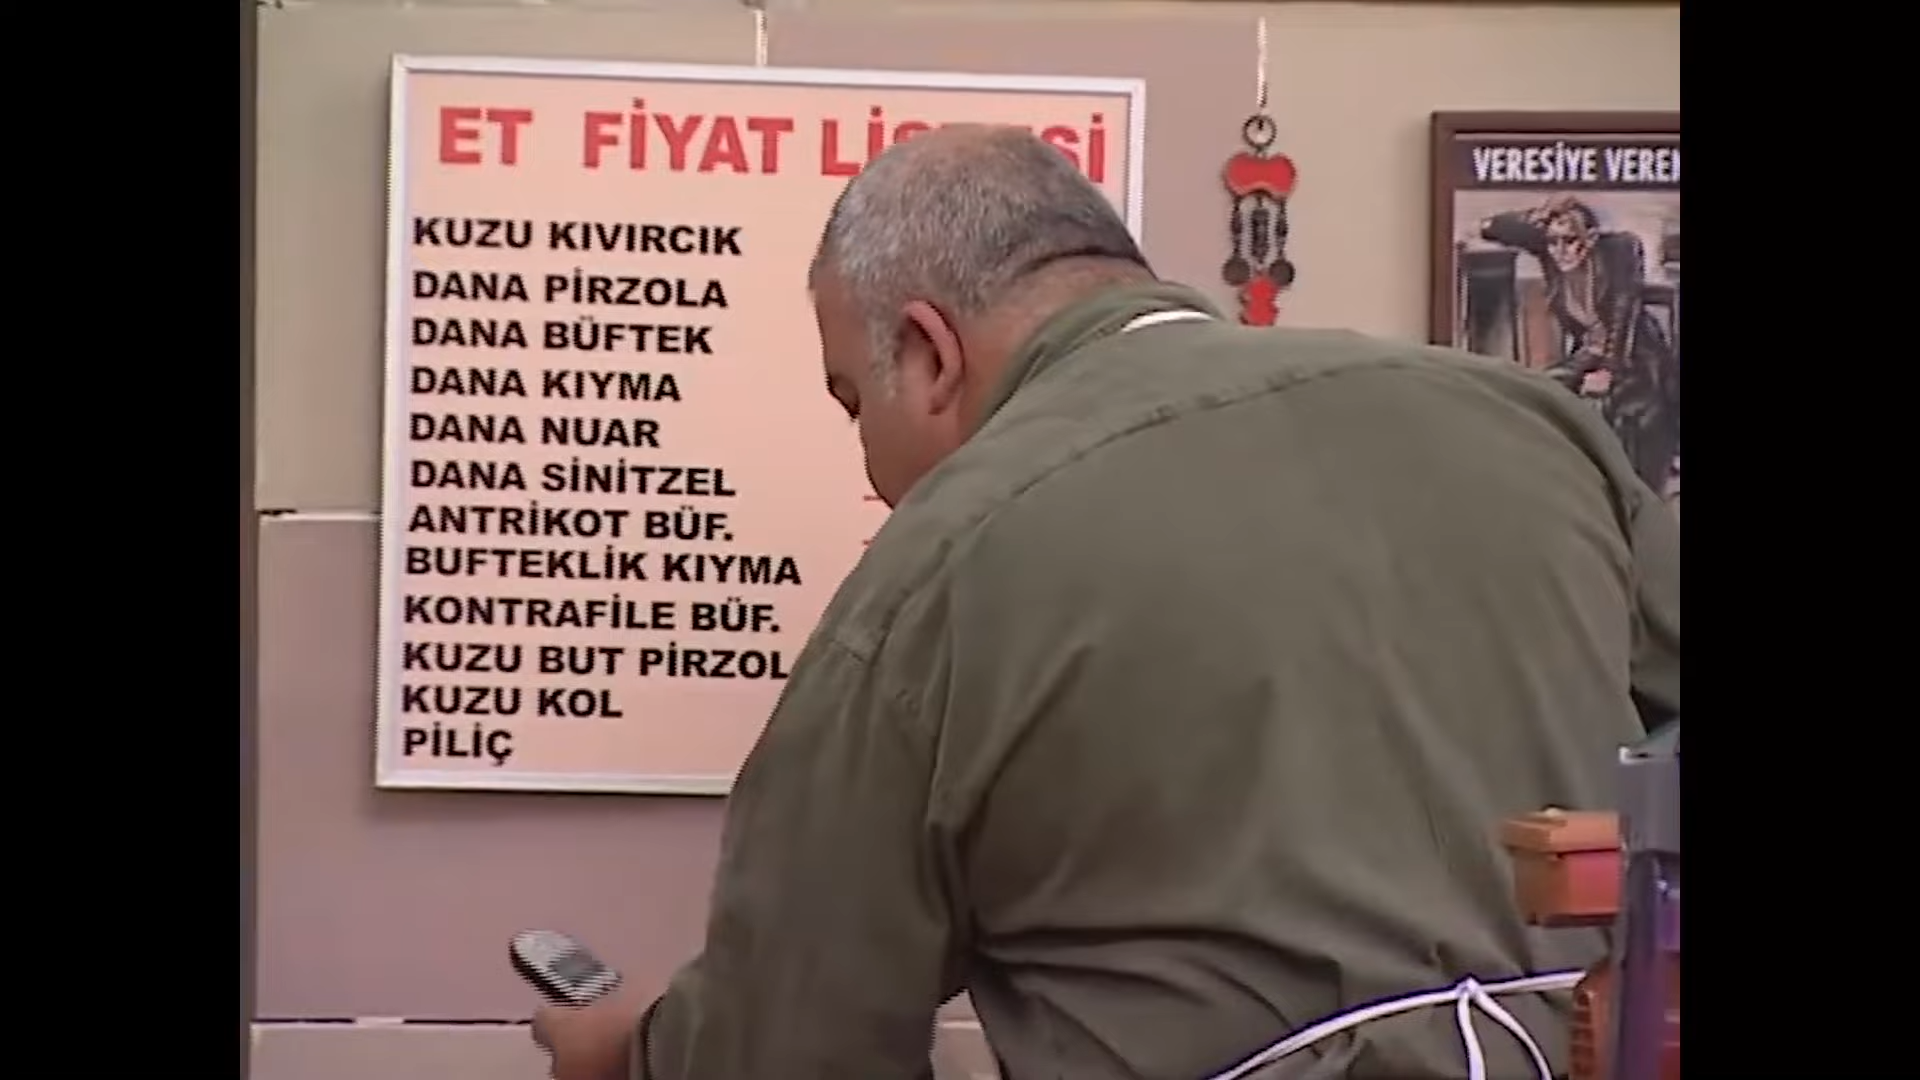 ET FİYAT
KUZU KIVIRCIK
DANA PİRZOLA
DANA BÜFTEK
DANA KIYMA
DANA NUAR
DANA SİNİTZEL
ANTRİKOT BÜF.
BUFTEKLİK KIYMA
KONTRAFİLE BÜF.
KUZU BUT PİRZOL
KUZU KOL
PİLİÇ
VERESİYE VEREN